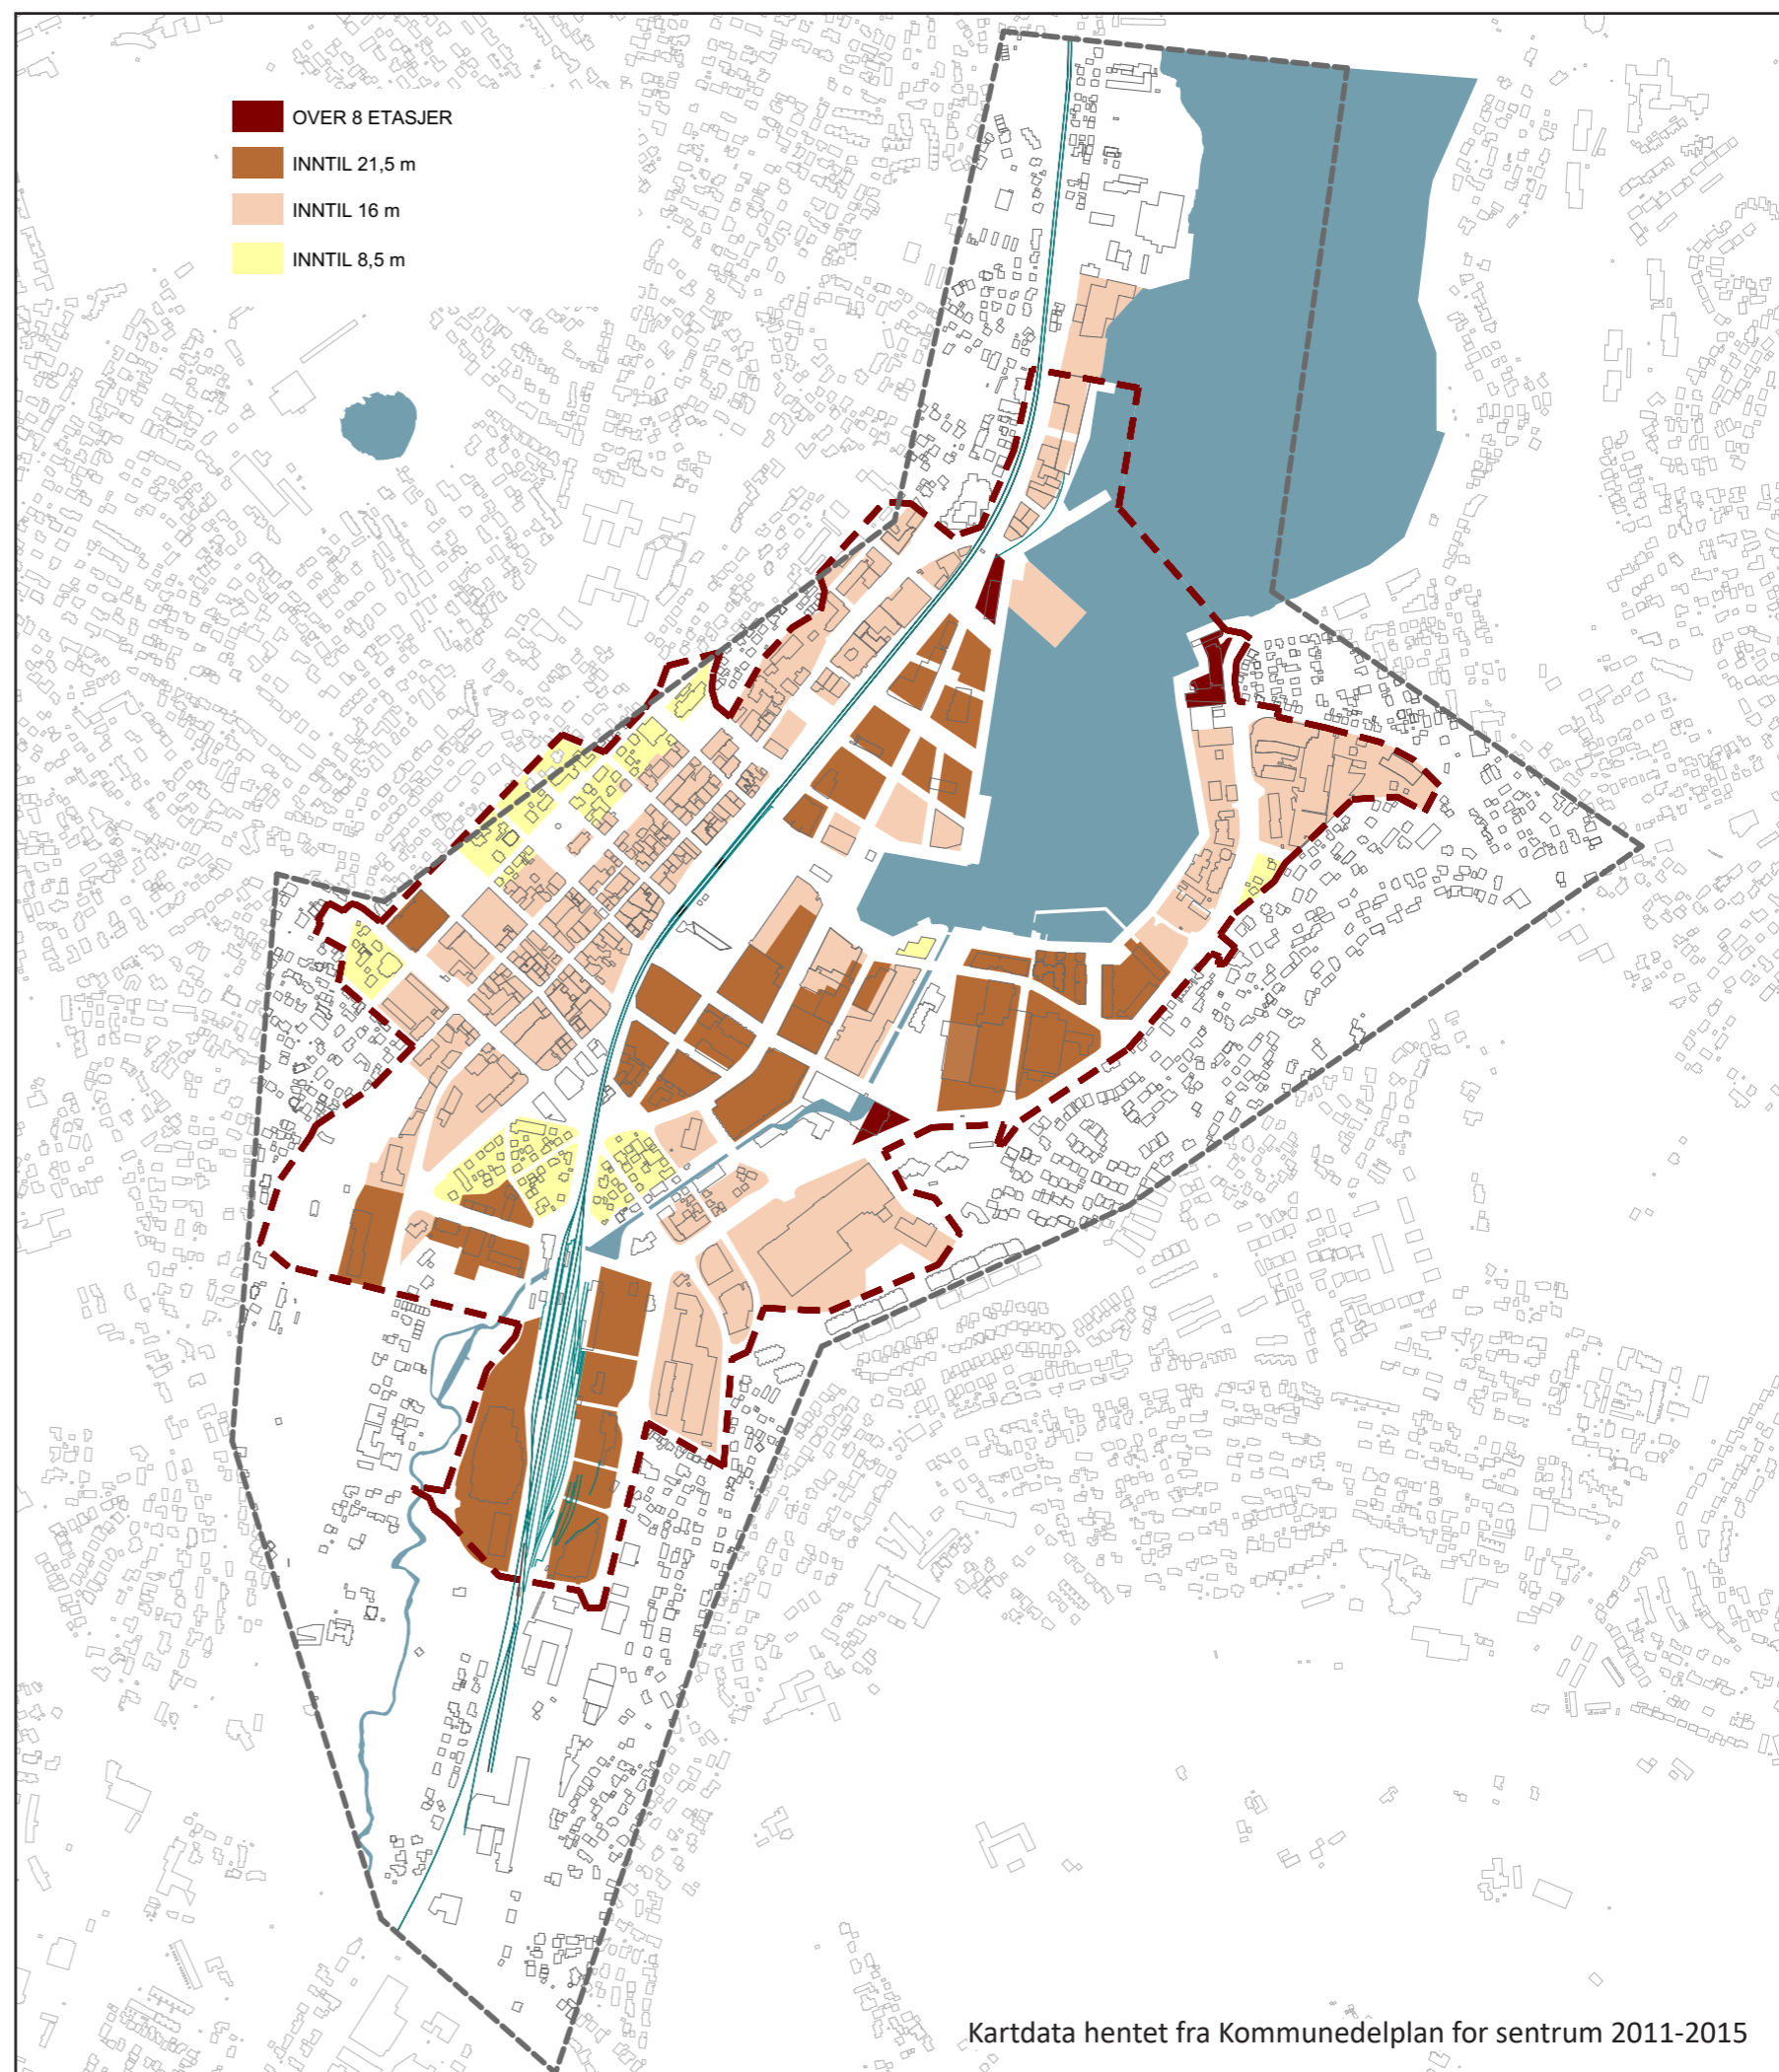 OVER 8 ETASJER
INNTIL 21,5 m
INNTIL 16 m
INNTIL 8,5 m
Kartdata hentet fra Kommunedelplan for sentrum 2011-2015